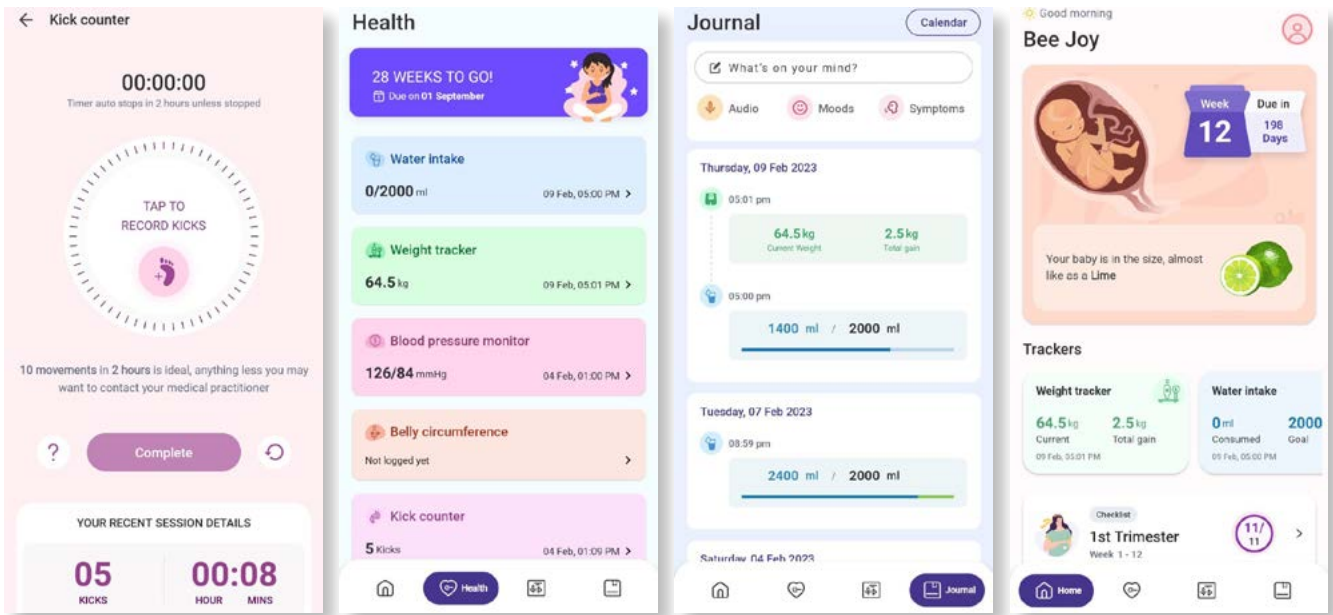 Kick counter
00:00:00
Timer auto stops in 2 hours unless stopped
TAP TO
RECORD KICKS
10 movements in 2 hours is ideal, anything less you may
want to contact your medical practitioner
?
Complete
YOUR RECENT SESSION DETAILS
05
KICKS
00:08
HOUR MINS
Health
28 WEEKS TO GO!
Due on 01 September
Water intake
0/2000 ml
09 Feb, 05:00 PM >
Weight tracker
64.5 kg
09 Feb, 05:01 PM >
Blood pressure monitor
126/84 mmHg
04 Feb, 01:00 PM >
Belly circumference
Not logged yet >
Kick counter
5 Kicks
04 Feb, 01:09 PM >
Health
Journal
Calendar
What's on your mind?
Audio
Moods
Symptoms
Thursday, 09 Feb 2023
05:01 pm
64.5 kg 2.5 kg
Current Weight Total gain
05:00 pm
1400 ml / 2000 ml
Tuesday, 07 Feb 2023
08:59 pm
2400 ml / 2000 ml
Saturday, 04 Feb 2023
Journal
Good morning
Bee Joy
Week
12
Due in
198
Days
Your baby is in the size, almost
like as a Lime
Trackers
Weight tracker
64.5 kg 2.5 kg
Current Total gain
09 Feb, 05:01 PM
Water intake
0 ml 2000
Consumed Goal
09 Feb, 05:00 PM
Checklist
1st Trimester
Week 1 - 12
11/
11
>
Home